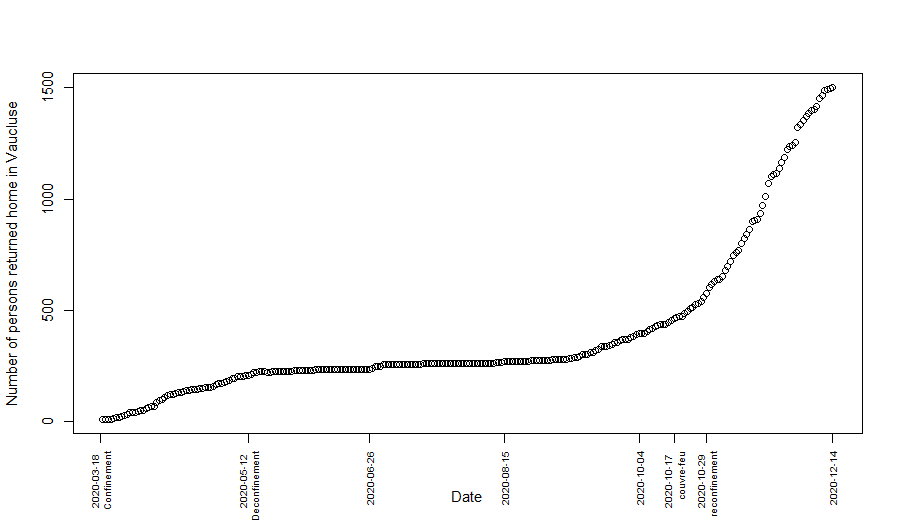 Number of persons returned home in Vaucluse
1500
1000
500
0
2020-03-18
Confinement
2020-05-12
Deconfinement
2020-06-26
2020-08-15
2020-10-04
2020-10-17
couvre-feu
2020-10-29
reconfinement
2020-12-14
Date